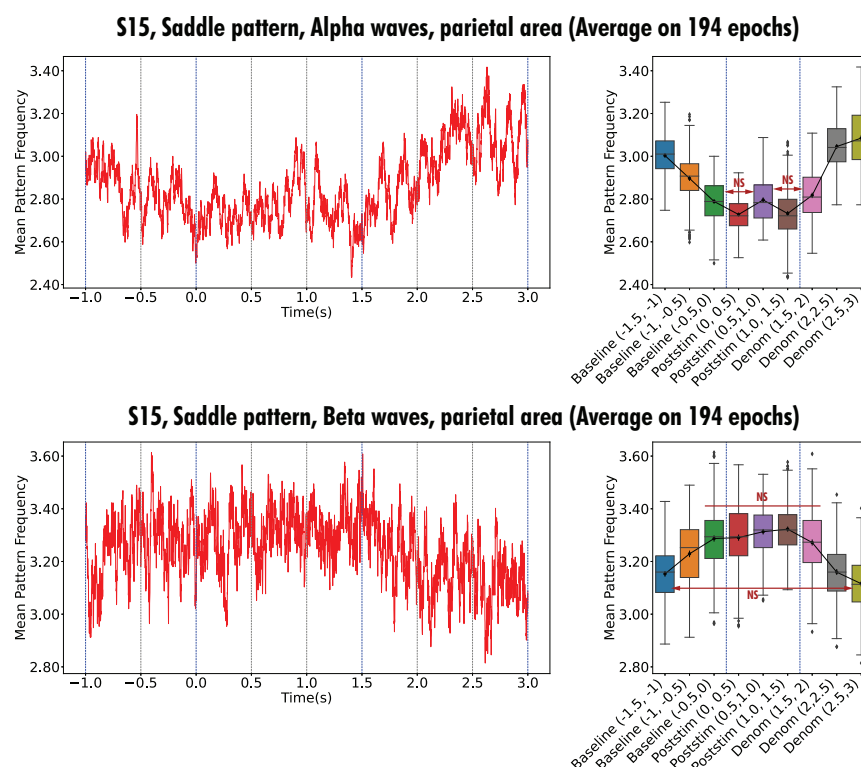 S15, Saddle pattern, Alpha waves, parietal area (Average on 194 epochs)
Mean Pattern Frequency
3.40
3.20
3.00
2.80
2.60
2.40
−1.0 −0.5 0.0 0.5 1.0 1.5 2.0 2.5 3.0
Time(s)
Mean Pattern Frequency
3.40
3.20
3.00
2.80
2.60
2.40
NS NS
Baseline (-1.5, -1)
Baseline (-1, -0.5)
Baseline (-0.5,0)
Poststim (0, 0.5)
Poststim (0.5,1.0)
Poststim (1.0, 1.5)
Denom (1.5, 2)
Denom (2,2.5)
Denom (2.5,3)
S15, Saddle pattern, Beta waves, parietal area (Average on 194 epochs)
Mean Pattern Frequency
3.60
3.40
3.20
3.00
2.80
−1.0 −0.5 0.0 0.5 1.0 1.5 2.0 2.5 3.0
Time(s)
Mean Pattern Frequency
3.60
3.40
3.20
3.00
2.80
NS
NS
Baseline (-1.5, -1)
Baseline (-1, -0.5)
Baseline (-0.5,0)
Poststim (0, 0.5)
Poststim (0.5,1.0)
Poststim (1.0, 1.5)
Denom (1.5, 2)
Denom (2,2.5)
Denom (2.5,3)